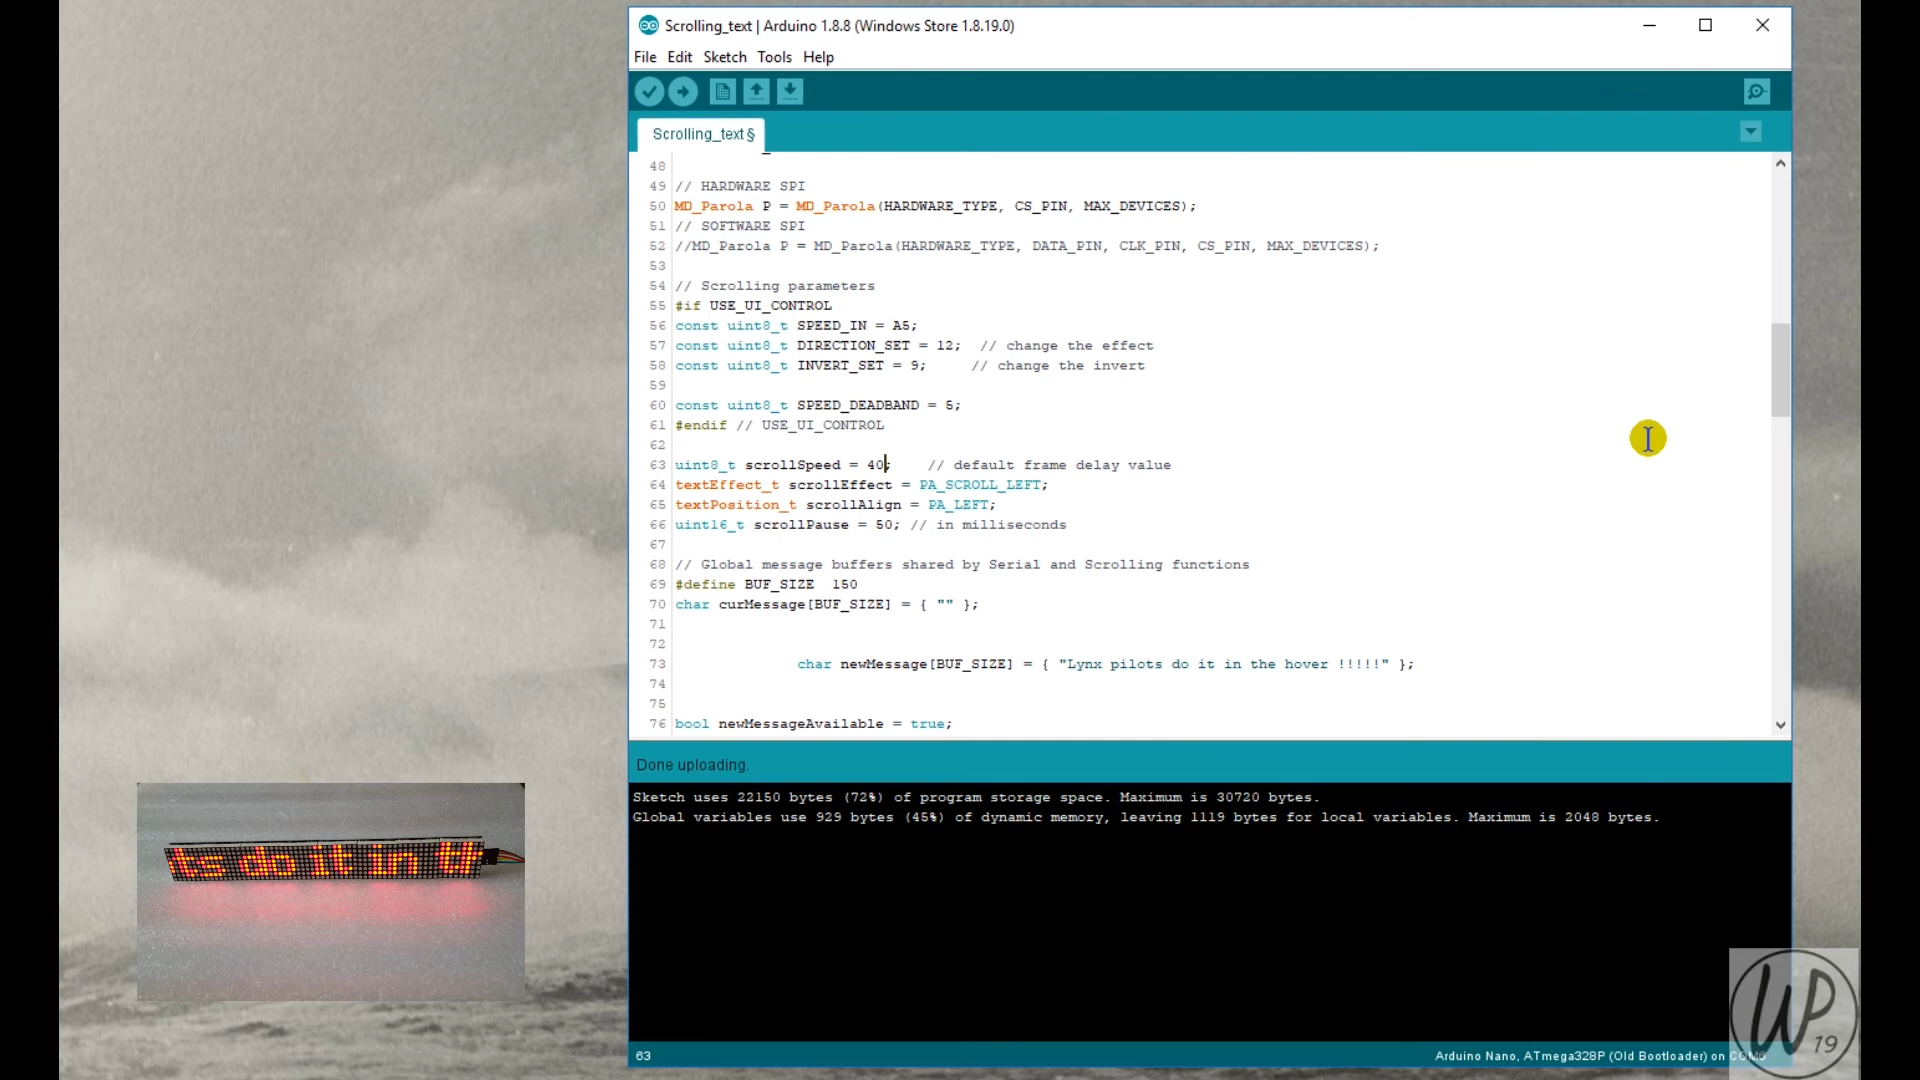 Scrolling_text | Arduino 1.8.8 (Windows Store 1.8.19.0)
File Edit Sketch Tools Help
Scrolling_text§
48
49 // HARDWARE SPI
50 MD_Parola P = MD_Parola(HARDWARE_TYPE, CS_PIN, MAX_DEVICES);
51 // SOFTWARE SPI
52 //MD_Parola P = MD_Parola(HARDWARE_TYPE, DATA_PIN, CLK_PIN, CS_PIN, MAX_DEVICES);
53
54 // Scrolling parameters
55 #if USE_UI_CONTROL
56 const uint8_t SPEED_IN = A5;
57 const uint8_t DIRECTION_SET = 12;  // change the effect
58 const uint8_t INVERT_SET = 9;     // change the invert
59
60 const uint8_t SPEED_DEADBAND = 5;
61 #endif // USE_UI_CONTROL
62
63 uint8_t scrollSpeed = 40;    // default frame delay value
64 textEffect_t scrollEffect = PA_SCROLL_LEFT;
65 textPosition_t scrollAlign = PA_LEFT;
66 uint16_t scrollPause = 50; // in milliseconds
67
68 // Global message buffers shared by Serial and Scrolling functions
69 #define BUF_SIZE  150
70 char curMessage[BUF_SIZE] = { "" };
71
72
73 char newMessage[BUF_SIZE] = { "Lynx pilots do it in the hover !!!!!" };
74
75
76 bool newMessageAvailable = true;
Done uploading.
Sketch uses 22150 bytes (72%) of program storage space. Maximum is 30720 bytes.
Global variables use 929 bytes (45%) of dynamic memory, leaving 1119 bytes for local variables. Maximum is 2048 bytes.
ts do it in
63
Arduino Nano, ATmega328P (Old Bootloader) on COM6
WP
19